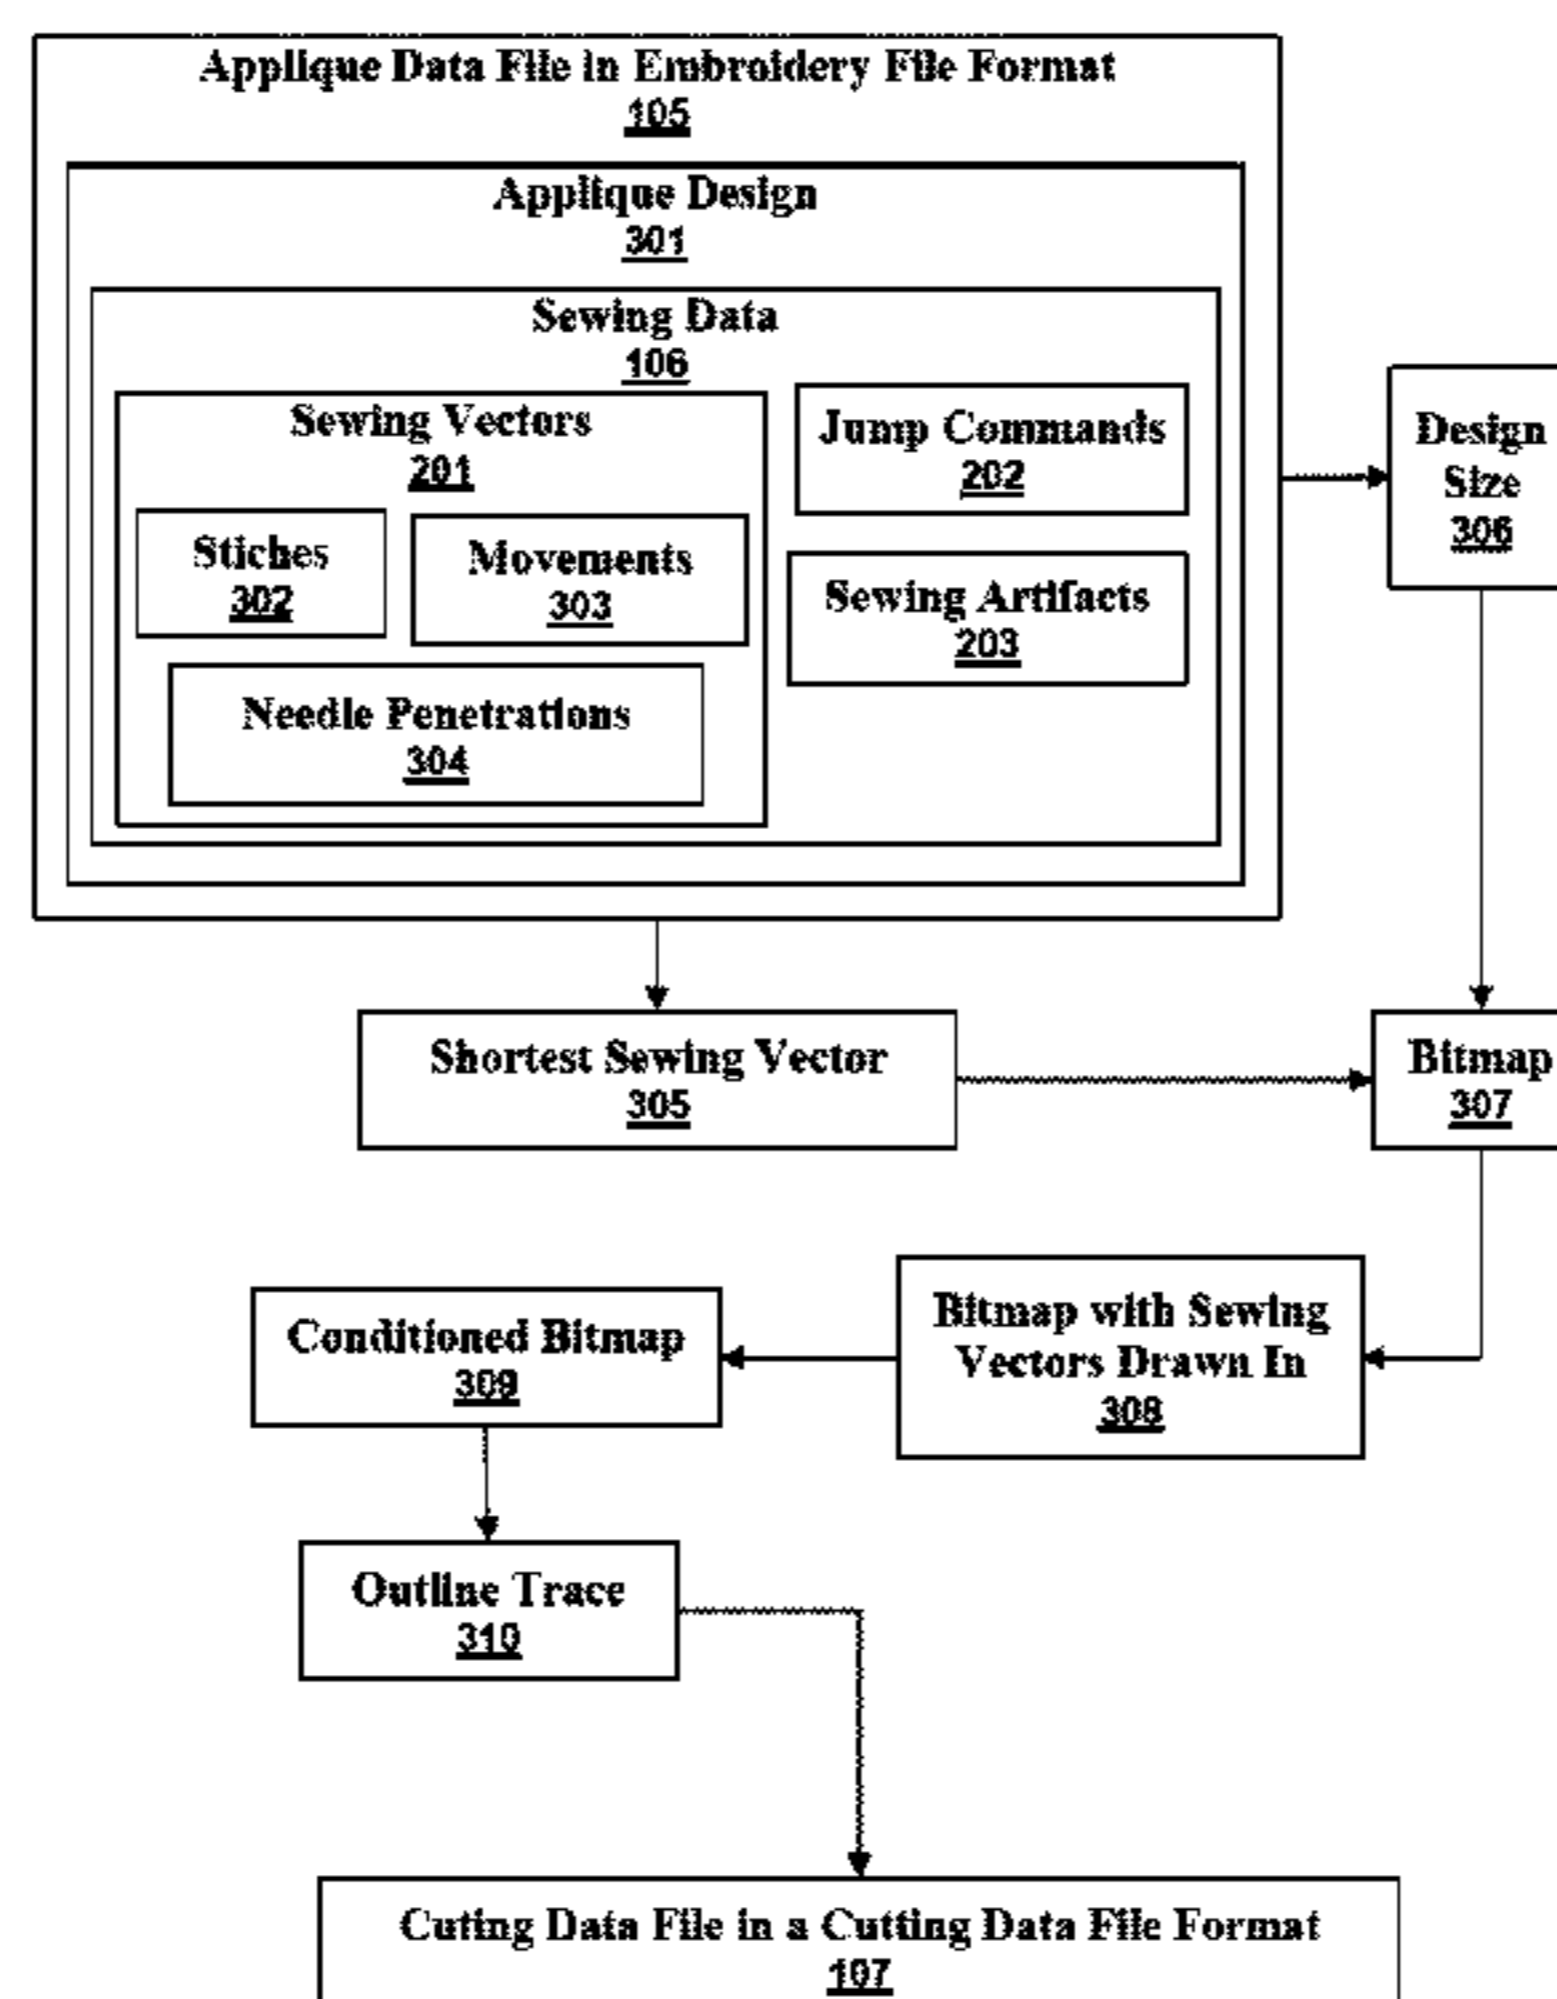 Applique Data File in Embroidery File Format
105
Applique Design
301
Sewing Data
106
Sewing Vectors
201
Stiches
302
Movements
303
Needle Penetrations
304
Jump Commands
202
Sewing Artifacts
203
Design
Size
306
Shortest Sewing Vector
305
Bitmap
307
Bitmap with Sewing
Vectors Drawn In
308
Conditioned Bitmap
309
Outline Trace
310
Cuting Data File in a Cutting Data File Format
107